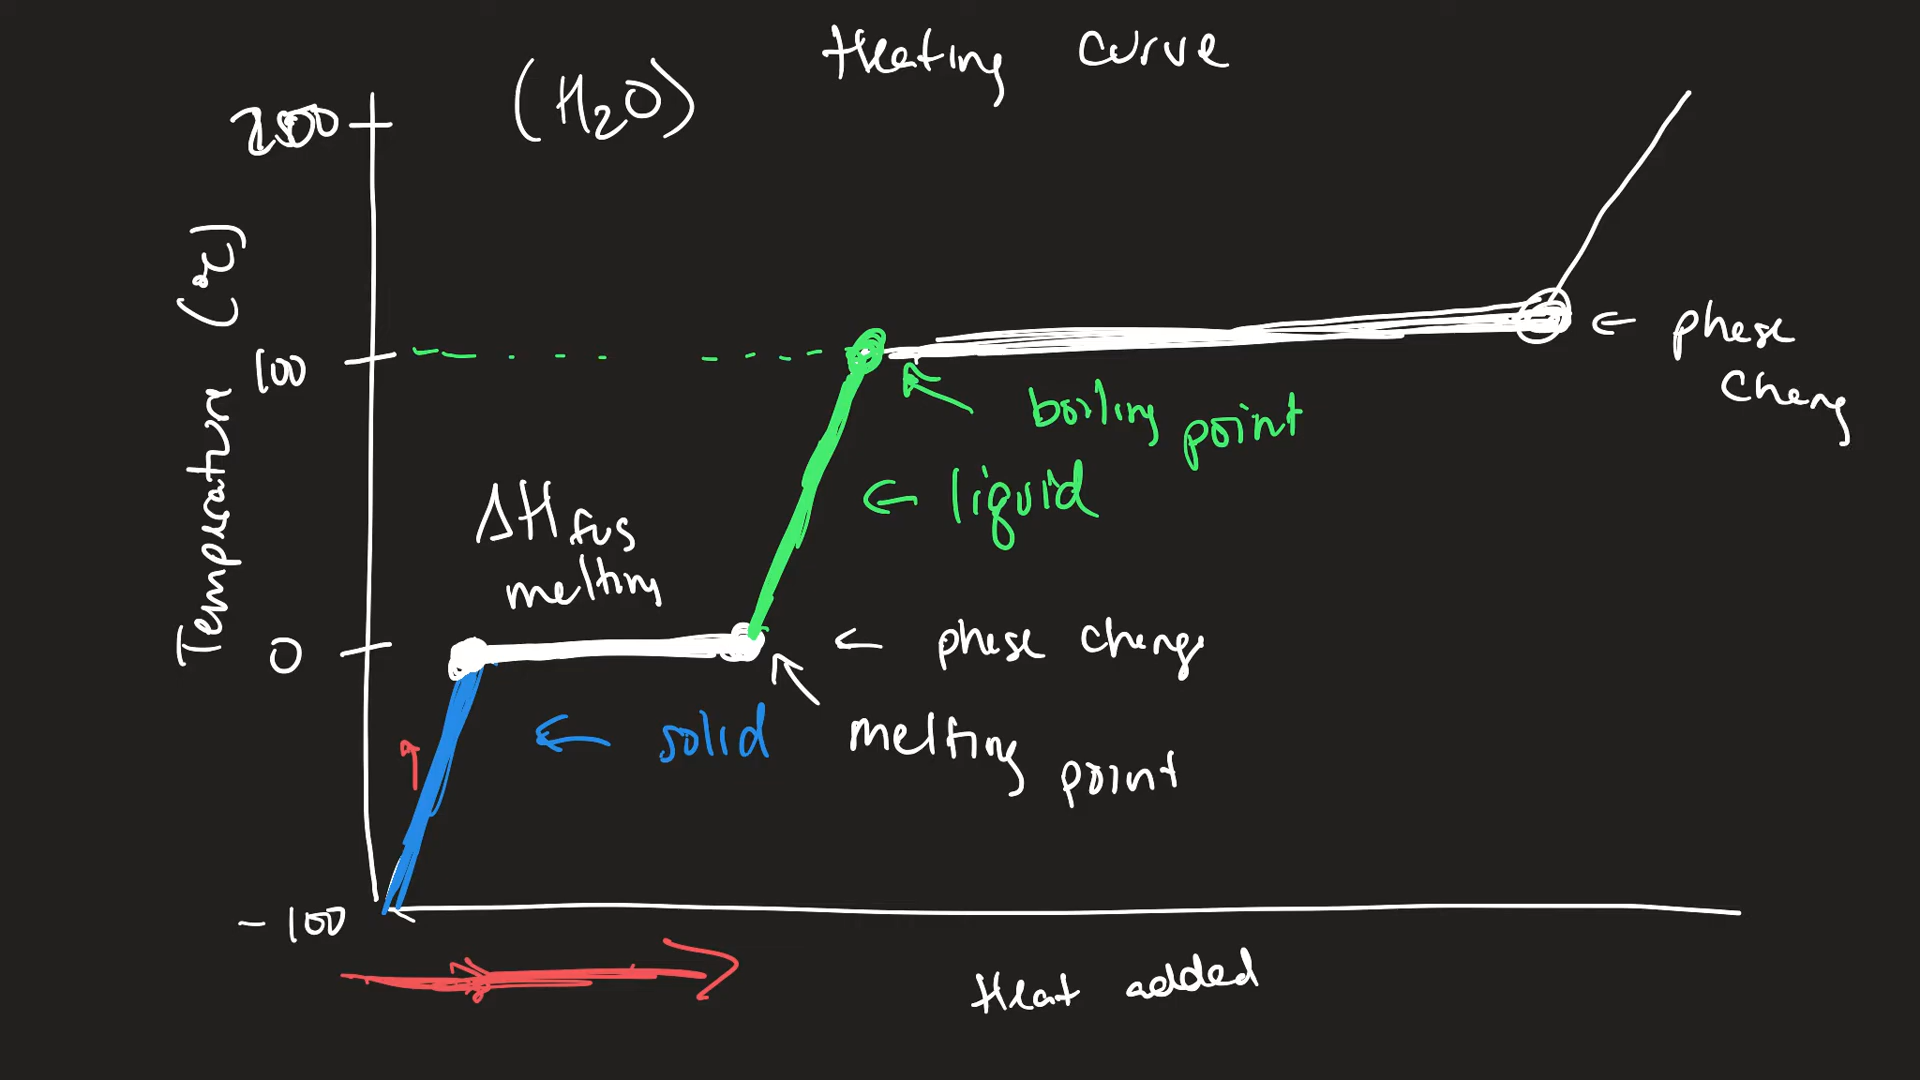 Heating curve
(H₂O)
200
Temperature (°C)
100
boiling point
phase
chang
liquid
ΔHfus
melting
0
phase change
solid
melting point
-100
Heat added